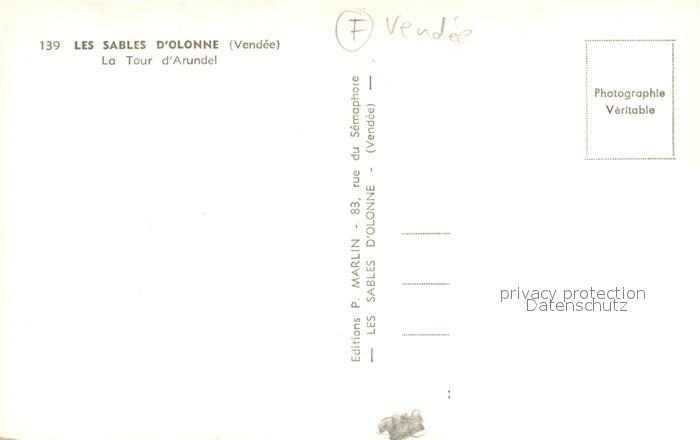 139 LES SABLES D'OLONNE (Vendée)
La Tour d'Arundel
F Vendée
Editions P. MARLIN - 83, rue du Sémaphore
— LES SABLES D'OLONNE - (Vendée) —
Photographie
Véritable
privacy protection
Datenschutz